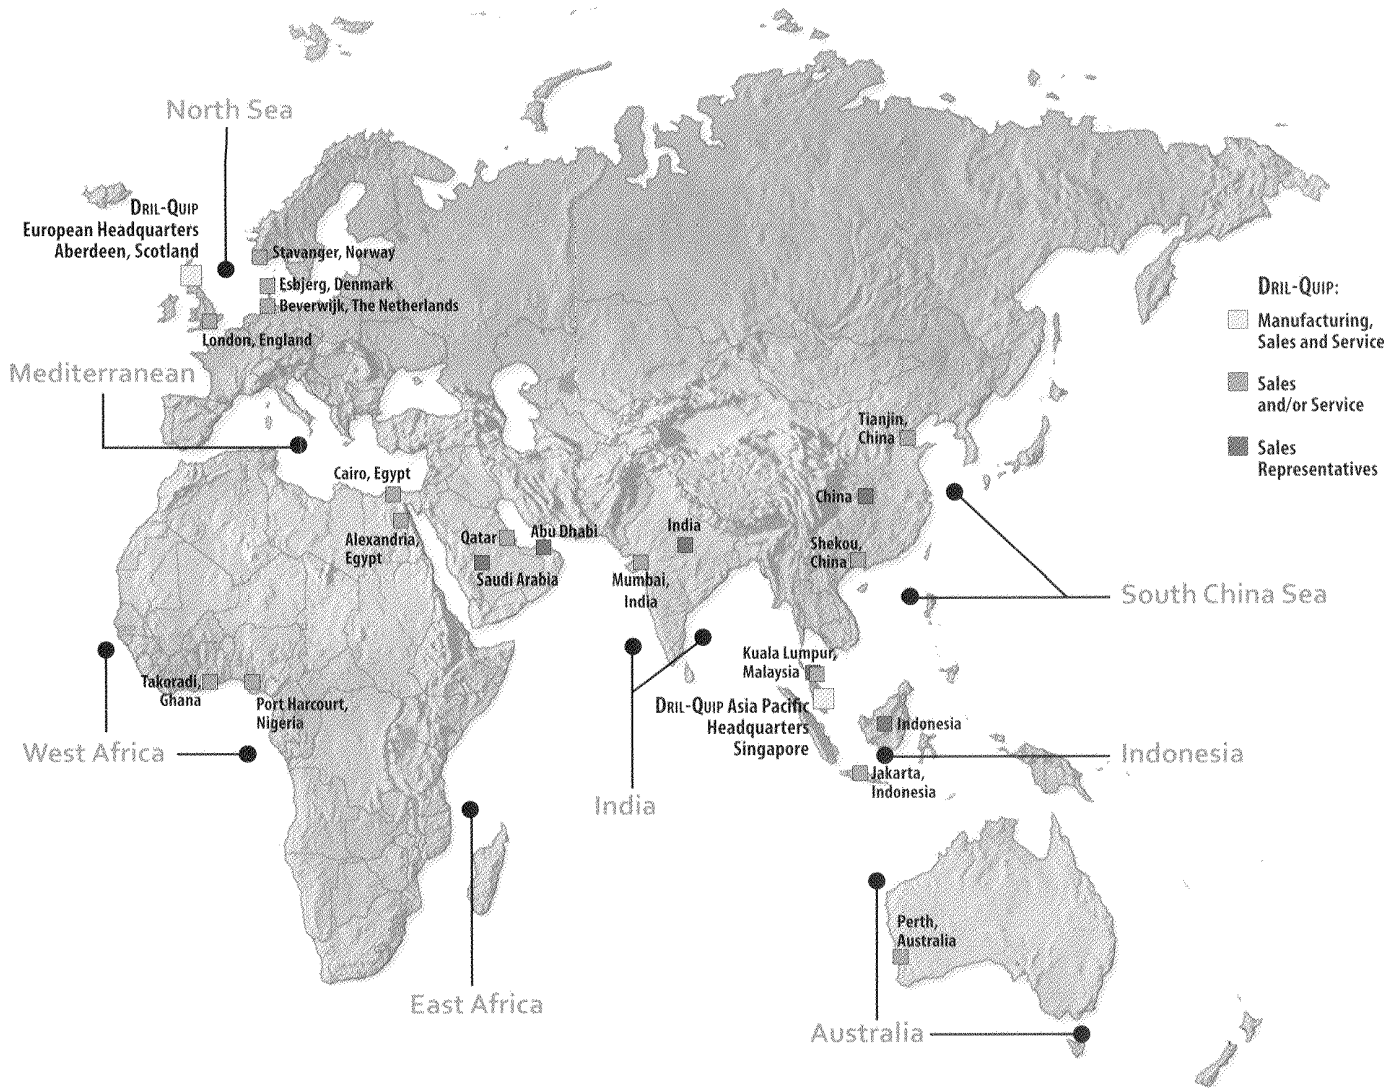 North Sea
DRIL-QUIP
European Headquarters
Aberdeen, Scotland
Stavanger, Norway
Esbjerg, Denmark
Beverwijk, The Netherlands
London, England
Mediterranean
DRIL-QUIP:
Manufacturing,
Sales and Service
Sales
and/or Service
Sales
Representatives
Tianjin,
China
Cairo, Egypt
China
Alexandria,
Egypt
Qatar
Abu Dhabi
Saudi Arabia
India
Mumbai,
India
Shekou,
China
South China Sea
Kuala Lumpur,
Malaysia
Takoradi,
Ghana
Port Harcourt,
Nigeria
DRIL-QUIP Asia Pacific
Headquarters
Singapore
Indonesia
West Africa
Indonesia
Jakarta,
Indonesia
India
Perth,
Australia
East Africa
Australia